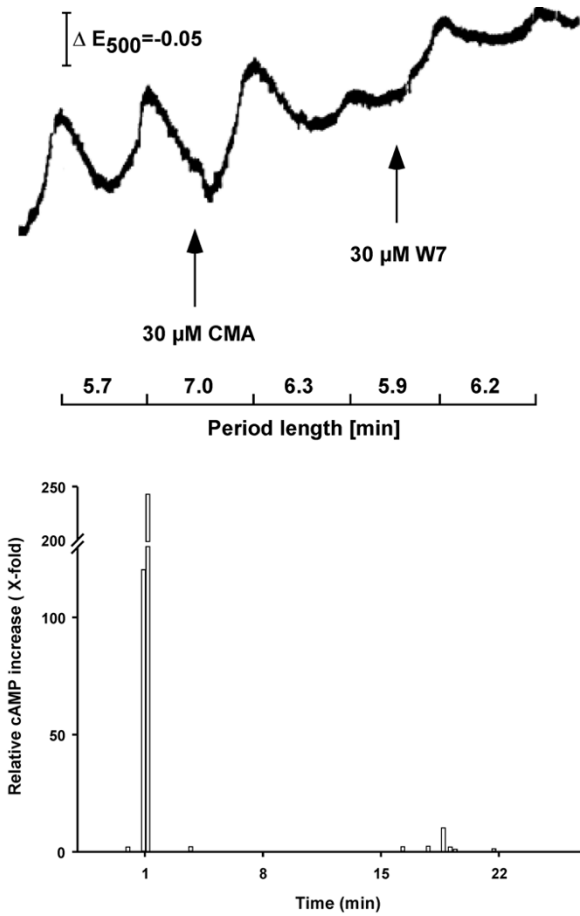 Δ E500=-0.05
30 µM W7
30 µM CMA
5.7 7.0 6.3 5.9 6.2
Period length [min]
250
200
100
50
0
Relative cAMP increase ( X-fold)
1 8 15 22
Time (min)